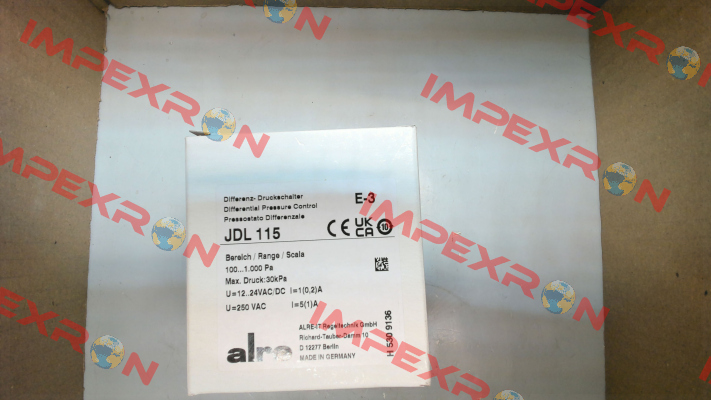 Differenz- Druckschalter
Differential Pressure Control
Pressostato Differenziale
E-3
JDL 115
CE UK CA 10
Bereich / Range / Scala
100...1.000 Pa
Max. Druck:30kPa
U=12..24VAC/DC I=1(0,2)A
U=250 VAC I=5(1)A
alre
ALRE-IT Regeltechnik GmbH
Richard-Tauber-Damm 10
D 12277 Berlin
MADE IN GERMANY
H 530 9136
IMPEXRON
IMPEXRON
IMPEXRON
IMPEXRON
IMPEXRON
IMPEXRON